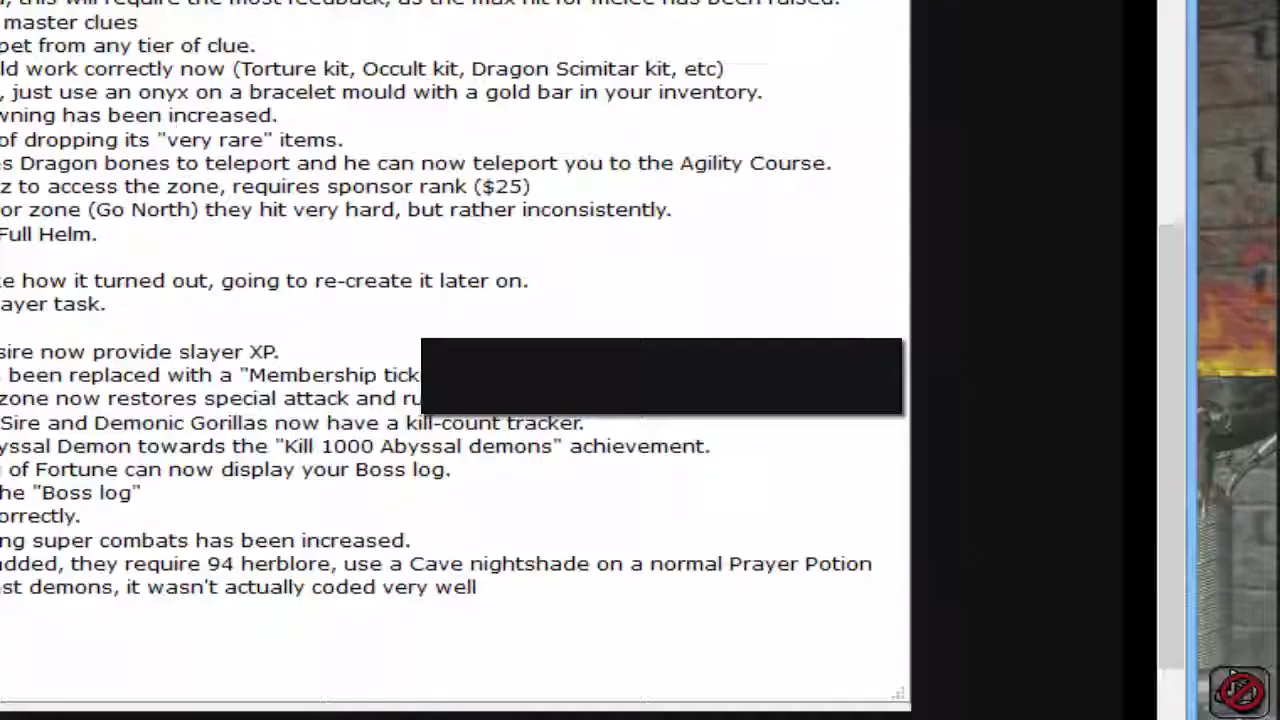 , this will require the most feedback, as the max hit for melee has been raised.
master clues
pet from any tier of clue.
ld work correctly now (Torture kit, Occult kit, Dragon Scimitar kit, etc)
, just use an onyx on a bracelet mould with a gold bar in your inventory.
wning has been increased.
of dropping its "very rare" items.
es Dragon bones to teleport and he can now teleport you to the Agility Course.
z to access the zone, requires sponsor rank ($25)
or zone (Go North) they hit very hard, but rather inconsistently.
Full Helm.
ke how it turned out, going to re-create it later on.
ayer task.
sire now provide slayer XP.
been replaced with a "Membership tick
zone now restores special attack and ru
Sire and Demonic Gorillas now have a kill-count tracker.
yssal Demon towards the "Kill 1000 Abyssal demons" achievement.
of Fortune can now display your Boss log.
he "Boss log"
orrectly.
ng super combats has been increased.
added, they require 94 herblore, use a Cave nightshade on a normal Prayer Potion
st demons, it wasn't actually coded very well